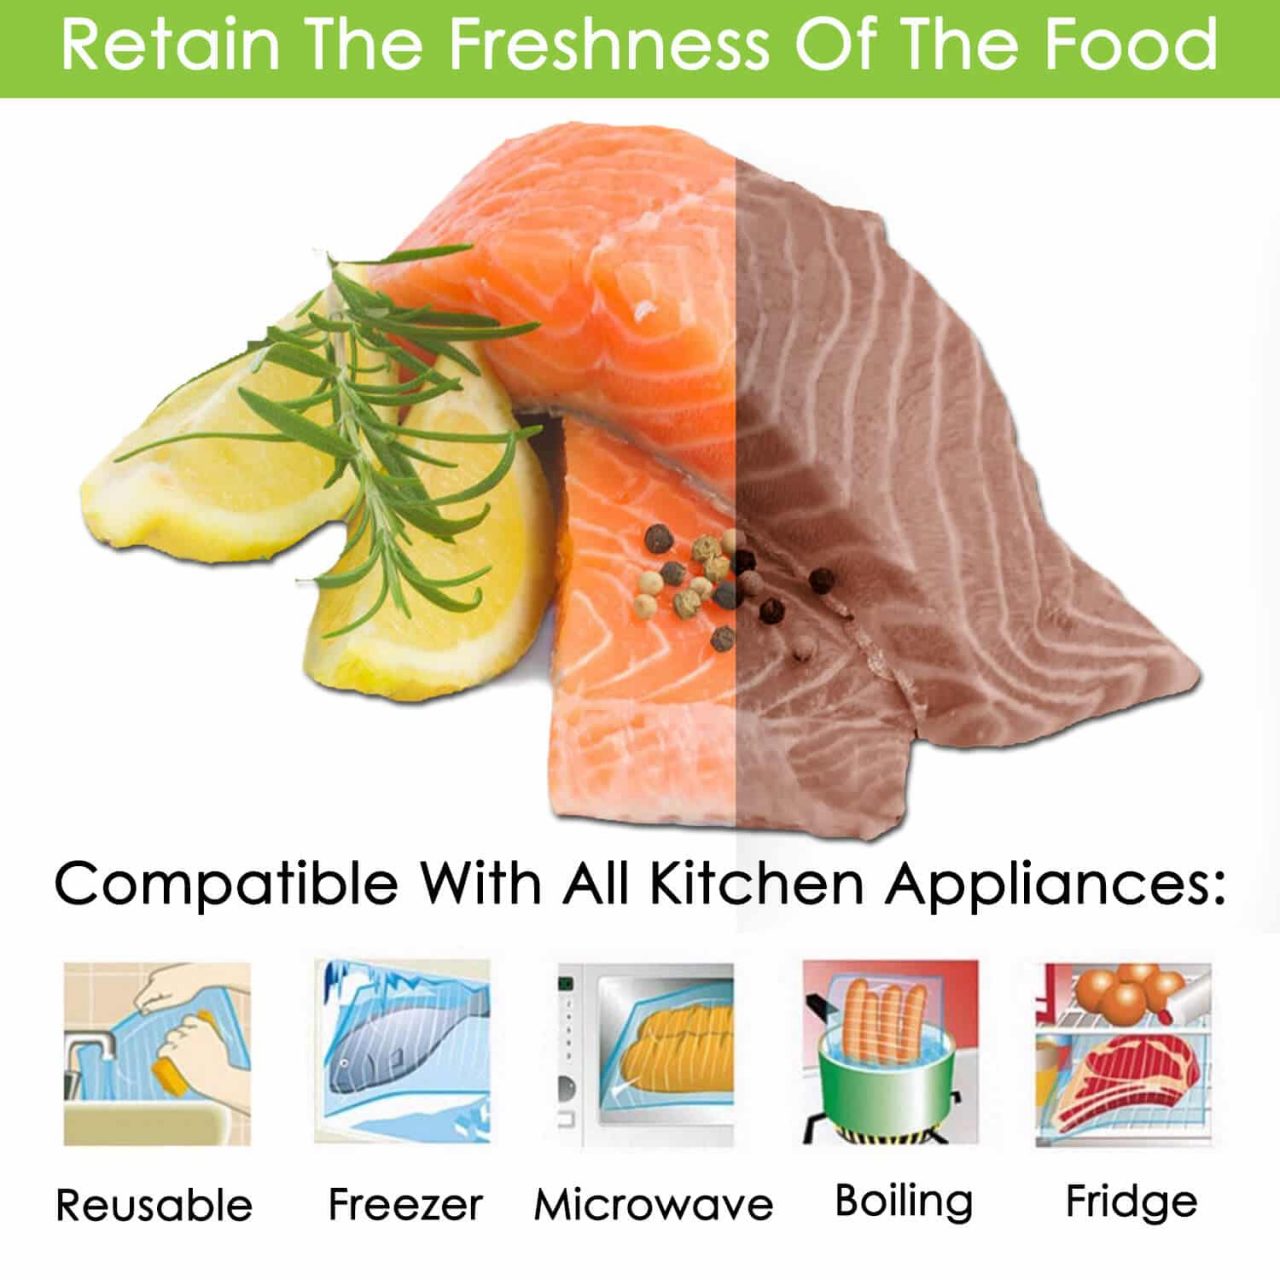 Retain The Freshness Of The Food
Compatible With All Kitchen Appliances:
Reusable
Freezer
Microwave
Boiling
Fridge